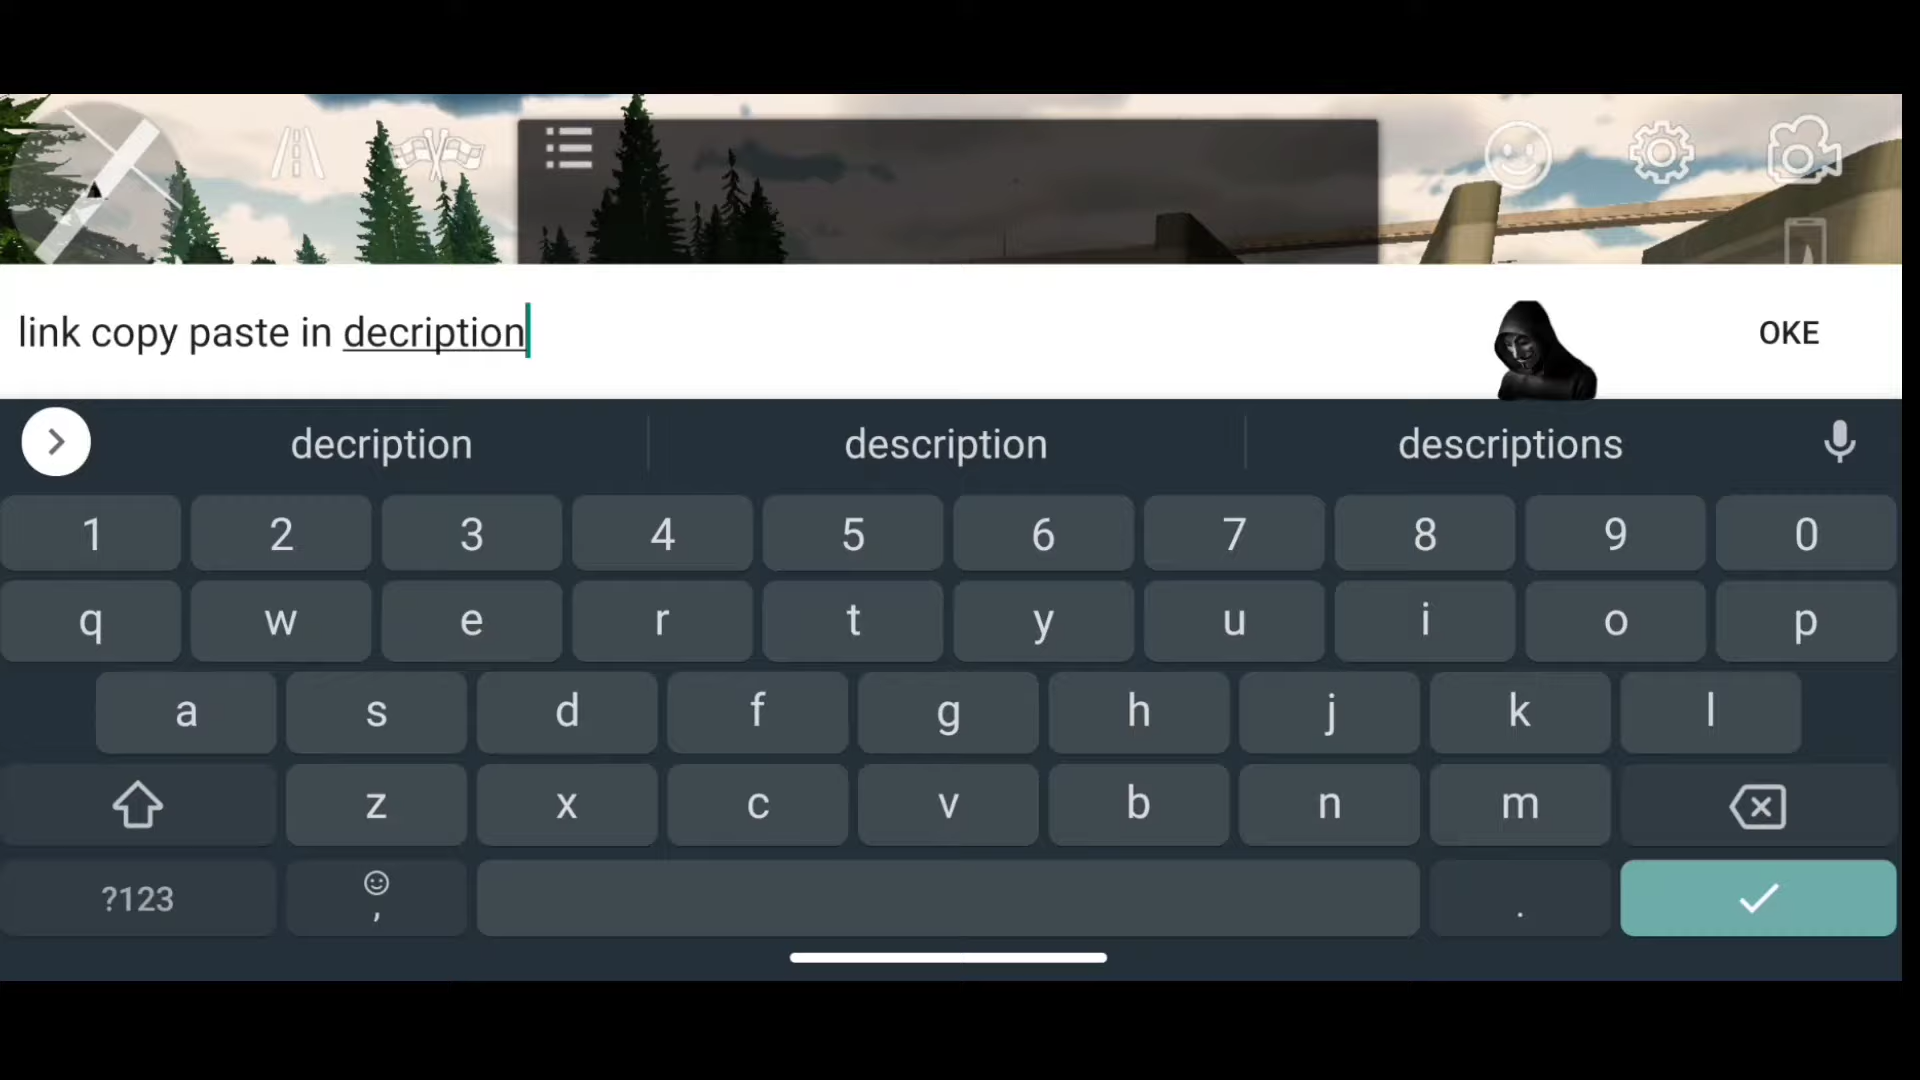 link copy paste in decription
OKE
decription description descriptions
1 2 3 4 5 6 7 8 9 0
q w e r t y u i o p
a s d f g h j k l
z x c v b n m
?123 , .